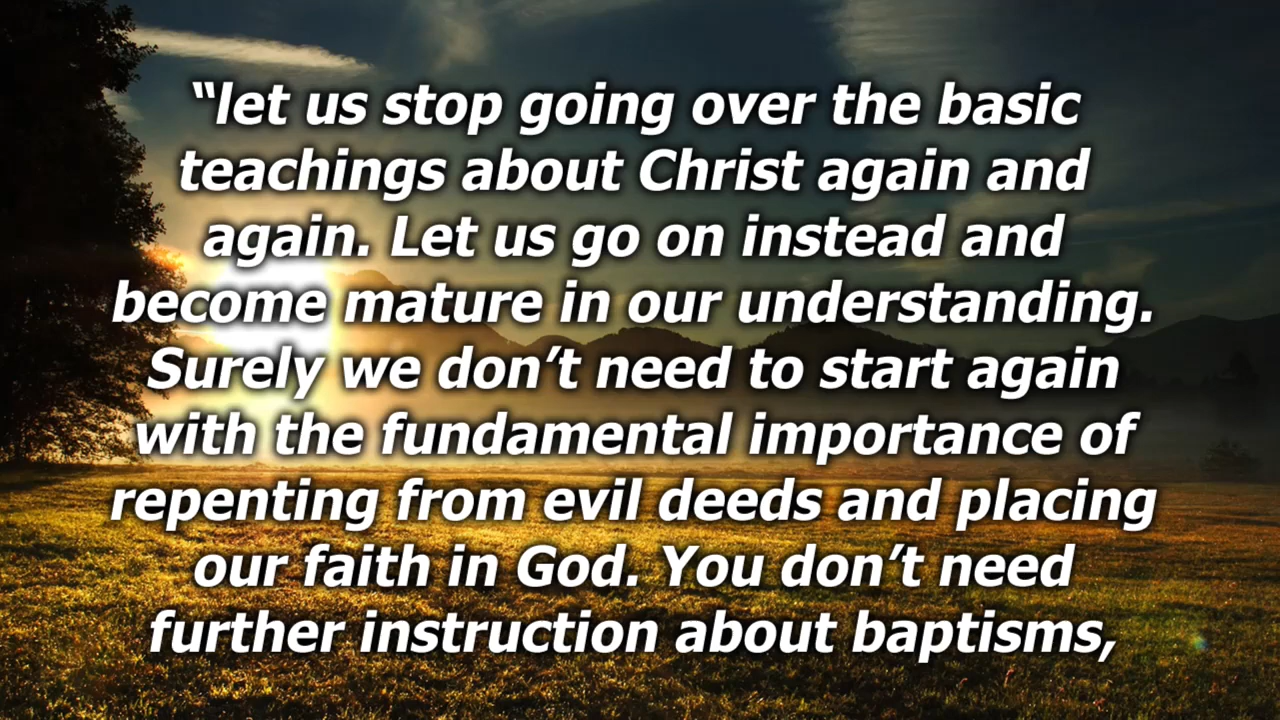 “let us stop going over the basic
teachings about Christ again and
again. Let us go on instead and
become mature in our understanding.
Surely we don’t need to start again
with the fundamental importance of
repenting from evil deeds and placing
our faith in God. You don’t need
further instruction about baptisms,